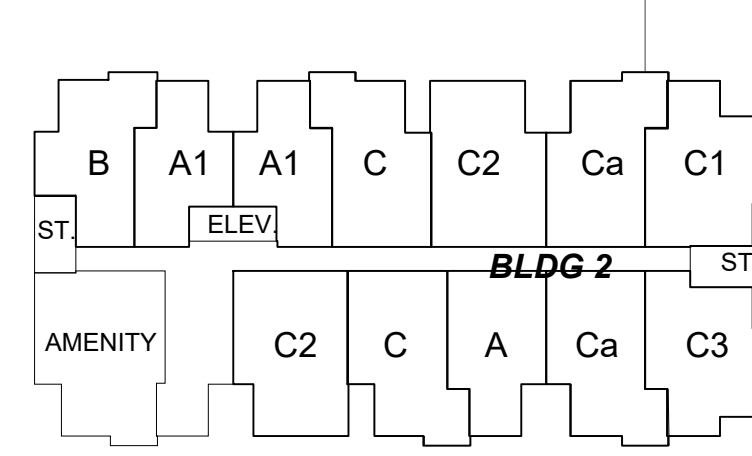 B A1 A1 C C2 Ca C1
ST. ELEV.
BLDG 2 ST
AMENITY C2 C A Ca C3